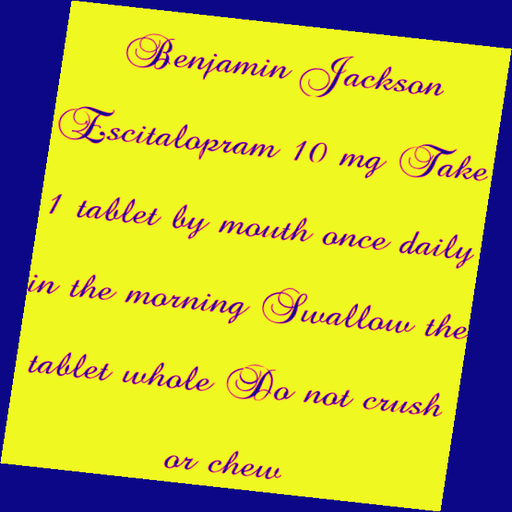 Benjamin Jackson
Escitalopram 10 mg Take
1 tablet by mouth once daily
in the morning Swallow the
tablet whole Do not crush
or chew